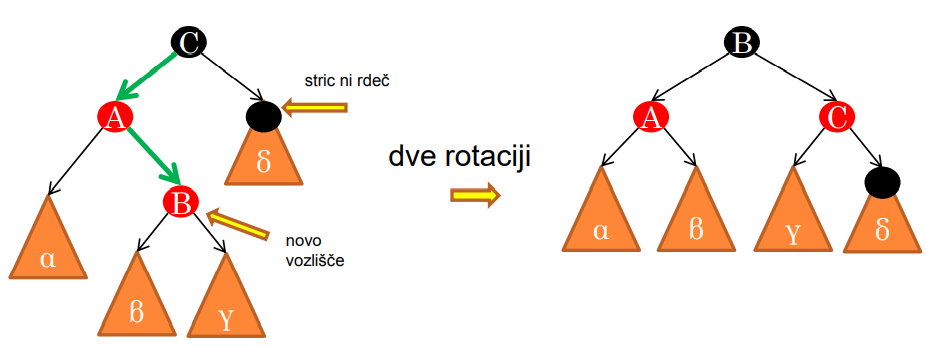 C
stric ni rdeč
A
δ
B
α
novo
vozlišče
β
γ
dve rotaciji
B
A
C
α
β
γ
δ